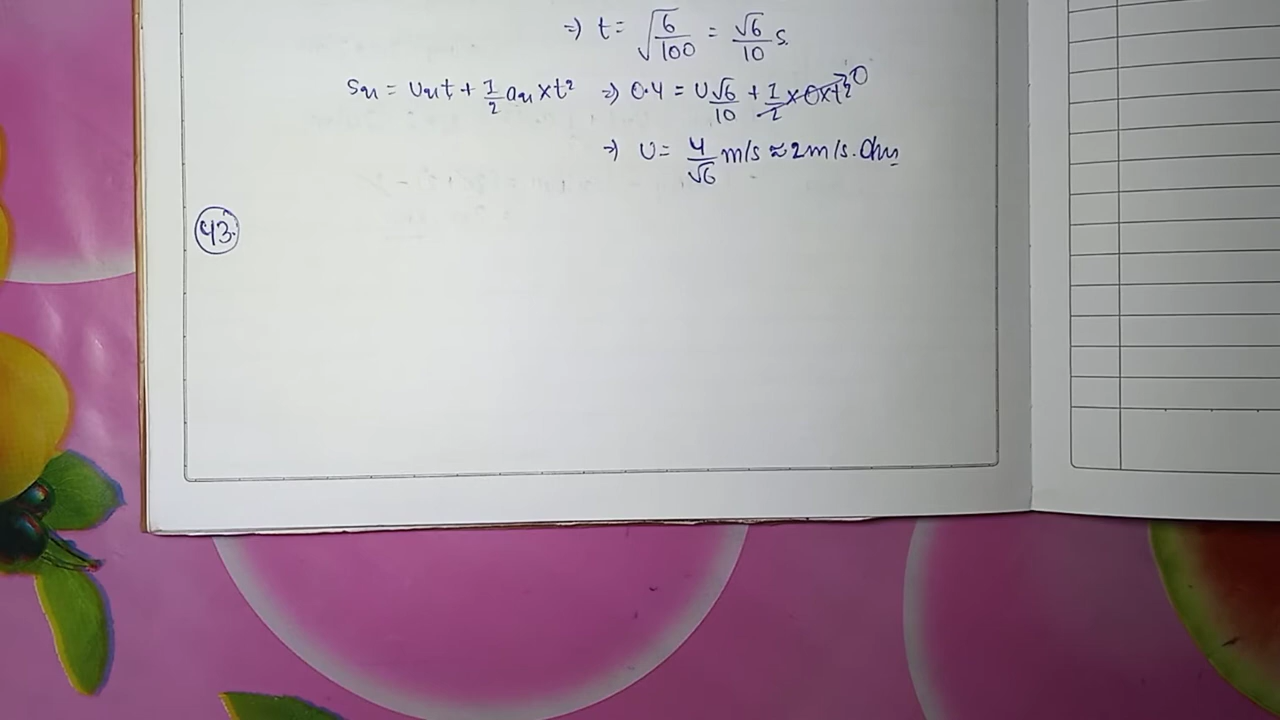 ⇒ t = √(6/100) = √6/10 s.
Sx = Uxt + 1/2 ax × t² ⇒ 0.4 = U√6/10 + 1/2 × 0 × t² 0
⇒ U = 4/√6 m/s ≈ 2m/s. Ans
43.